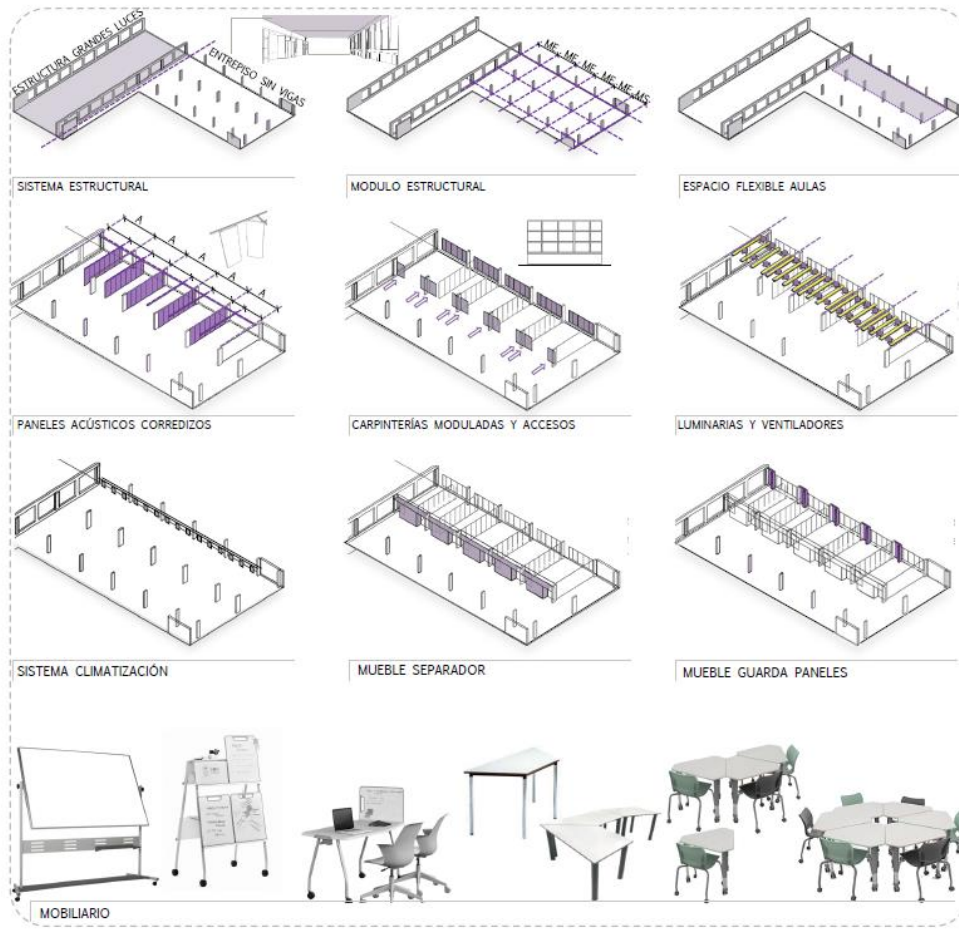 ESTRUCTURA GRANDES LUCES
ENTREPISO SIN VIGAS
ME ME ME ME ME MS
SISTEMA ESTRUCTURAL
MODULO ESTRUCTURAL
ESPACIO FLEXIBLE AULAS
A A A A A A
PANELES ACÚSTICOS CORREDIZOS
CARPINTERÍAS MODULADAS Y ACCESOS
LUMINARIAS Y VENTILADORES
SISTEMA CLIMATIZACIÓN
MUEBLE SEPARADOR
MUEBLE GUARDA PANELES
MOBILIARIO